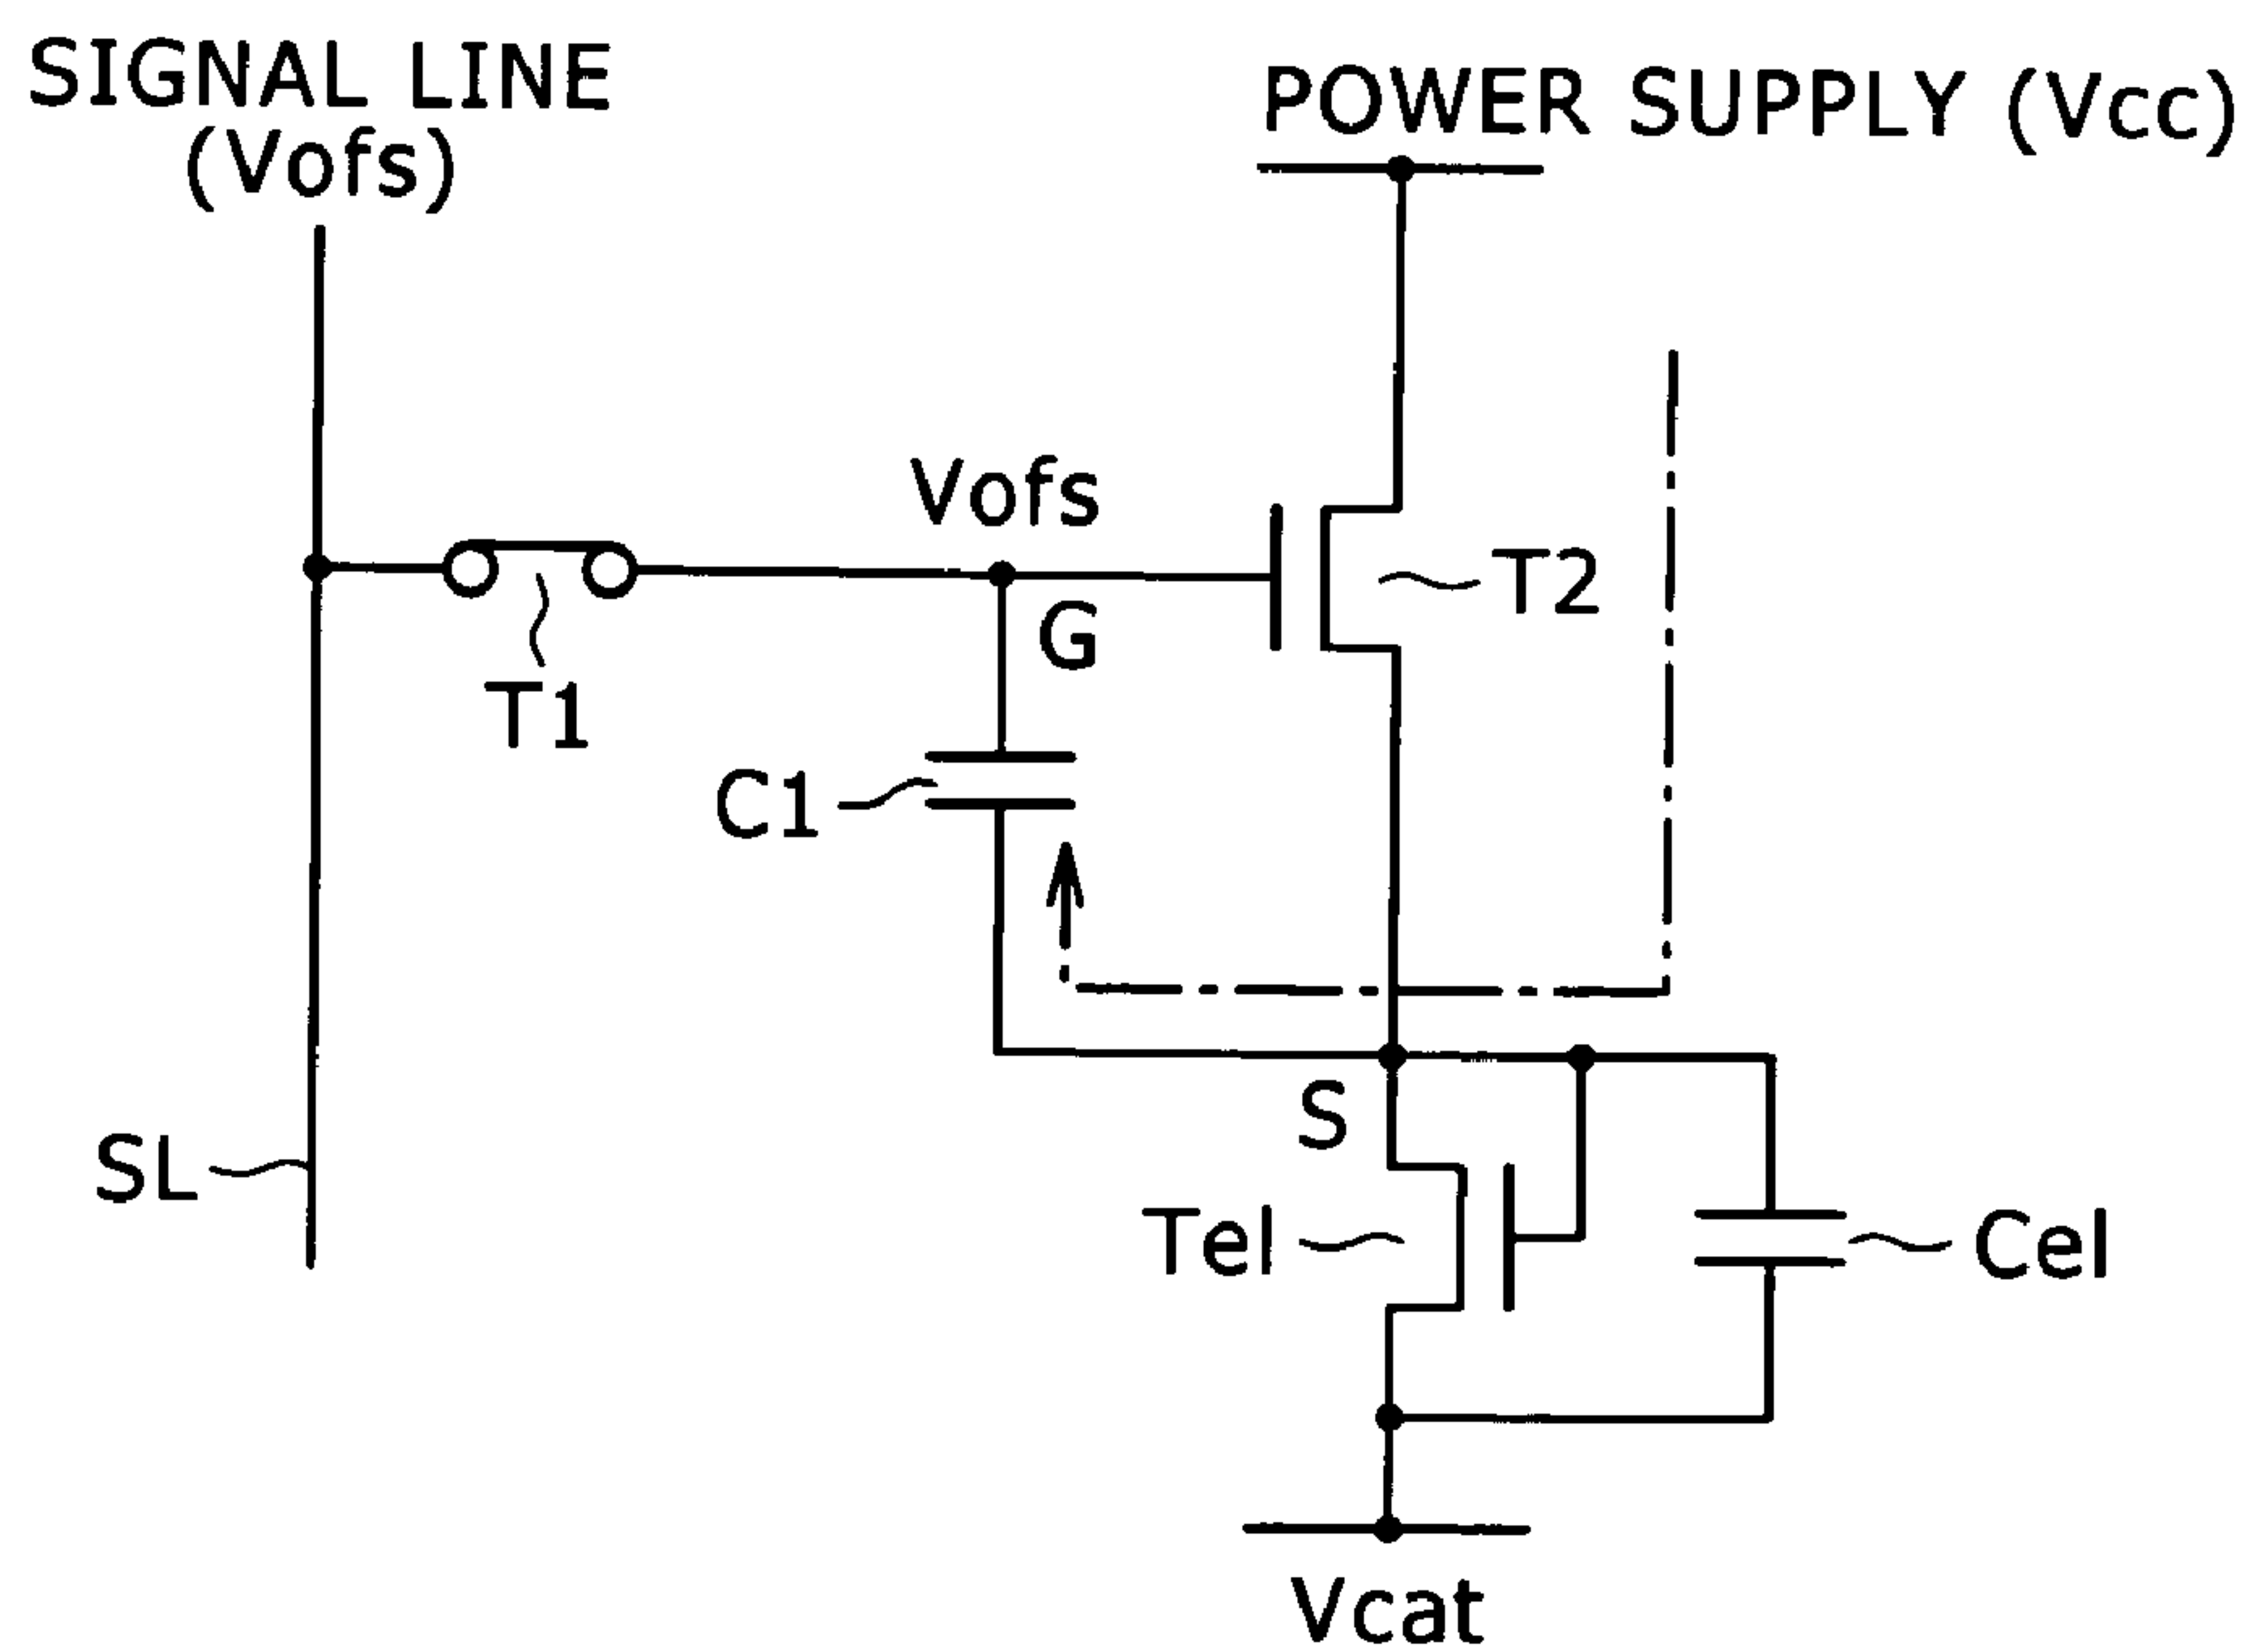 SIGNAL LINE
(Vofs)
POWER SUPPLY (Vcc)
Vofs
G
T2
T1
C1
S
SL
Tel
Cel
Vcat